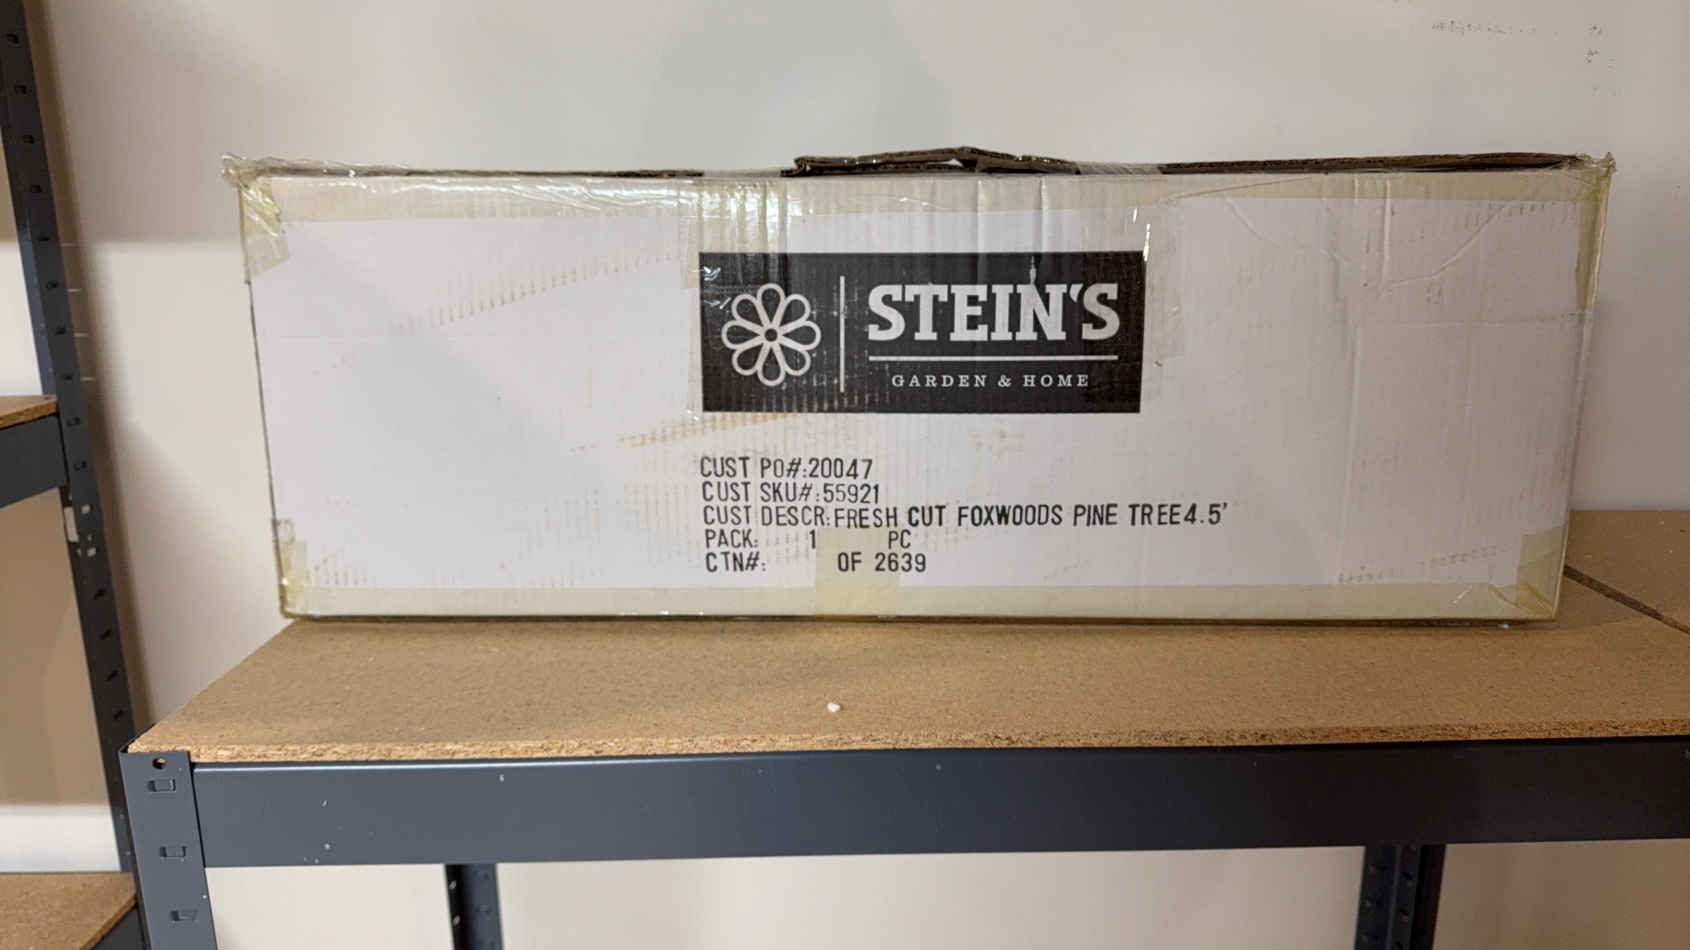 STEIN'S
GARDEN & HOME
CUST PO#:20047
CUST SKU#:55921
CUST DESCR:FRESH CUT FOXWOODS PINE TREE4.5'
PACK: 1 PC
CTN#: OF 2639